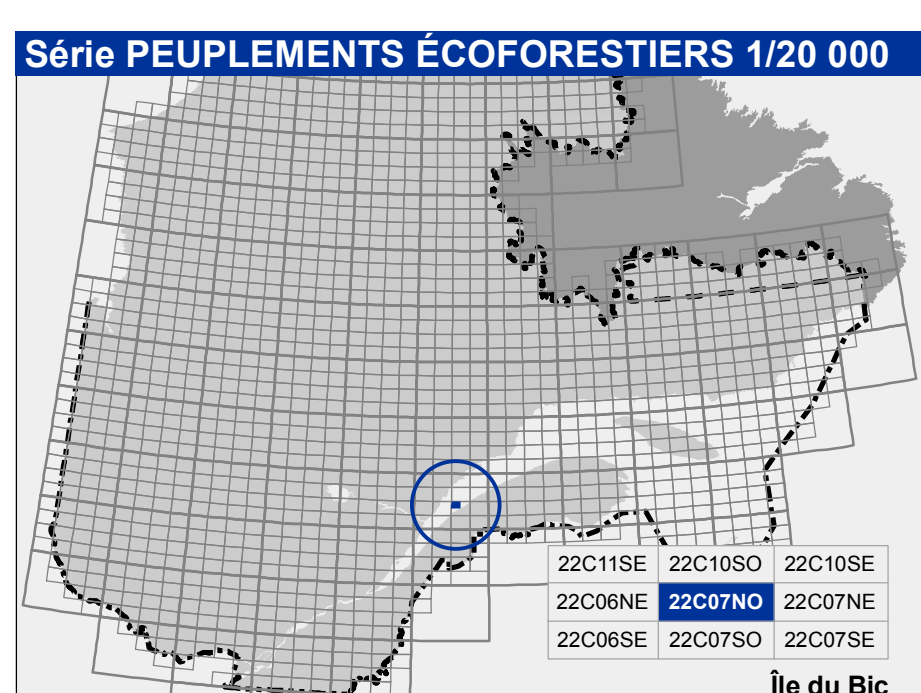 Série PEUPLEMENTS ÉCOFORESTIERS 1/20 000
22C11SE 22C10SO 22C10SE
22C06NE 22C07NO 22C07NE
22C06SE 22C07SO 22C07SE
Île du Bic